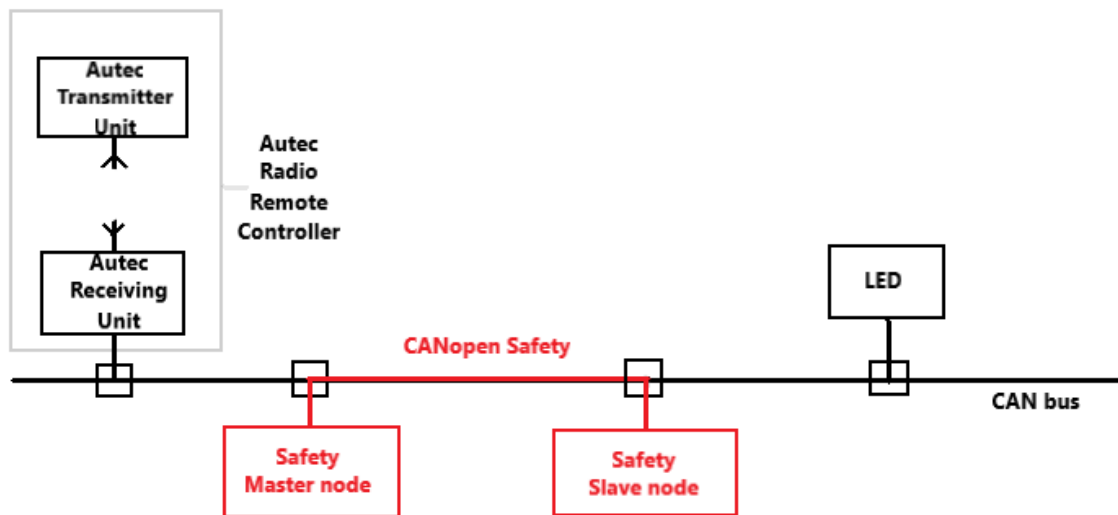 Autec
Transmitter
Unit
Autec
Radio
Remote
Controller
Autec
Receiving
Unit
LED
CANopen Safety
CAN bus
Safety
Master node
Safety
Slave node